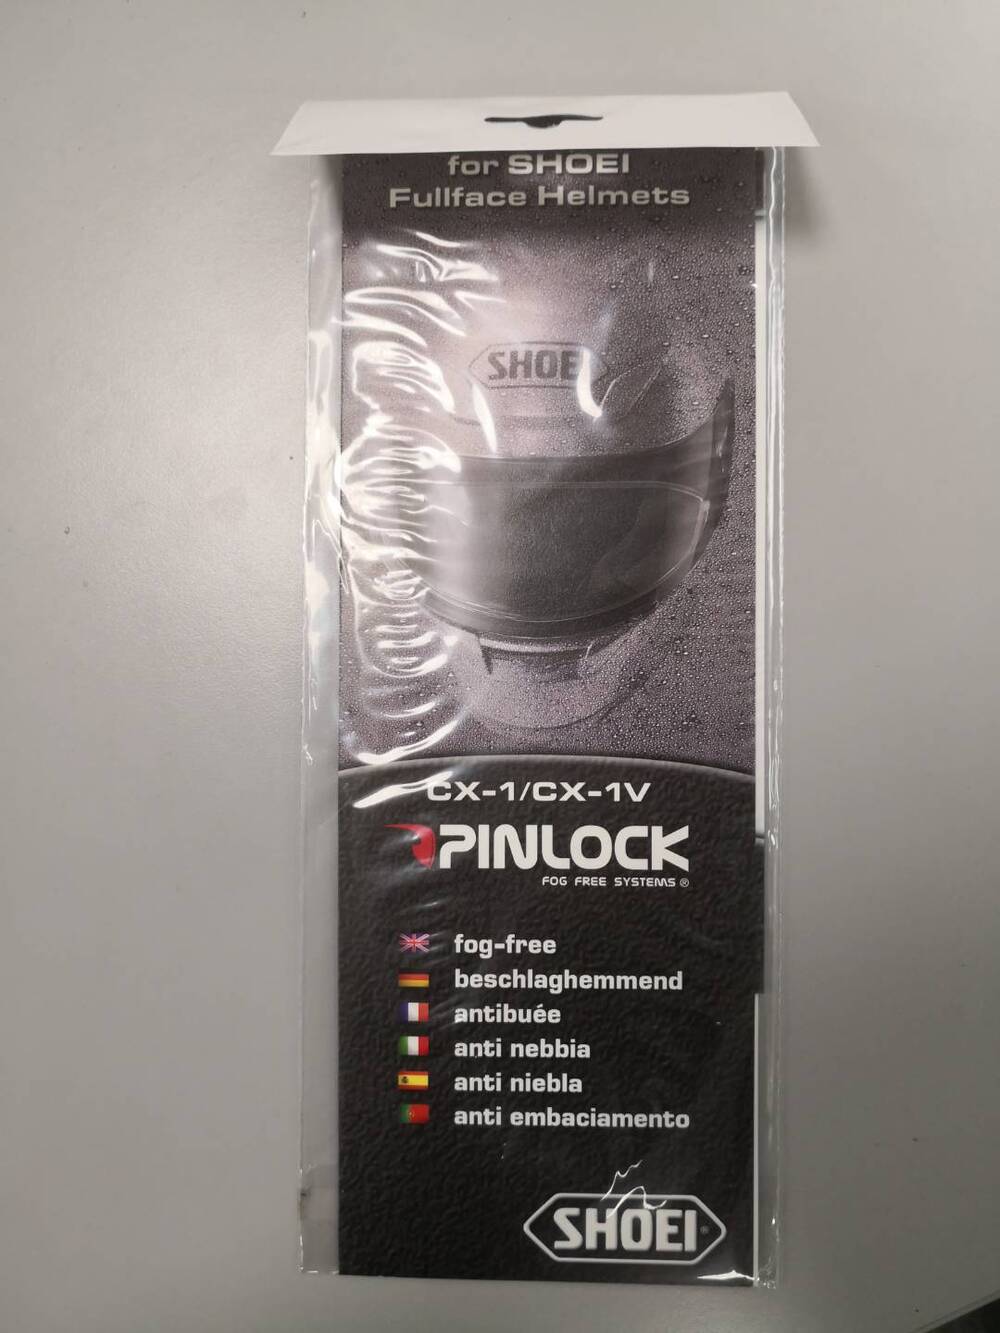 for SHOEI
Fullface Helmets
SHOEI
CX-1/CX-1V
PINLOCK
FOG FREE SYSTEMS ®
fog-free
beschlaghemmend
antibuée
anti nebbia
anti niebla
anti embaciamento
SHOEI